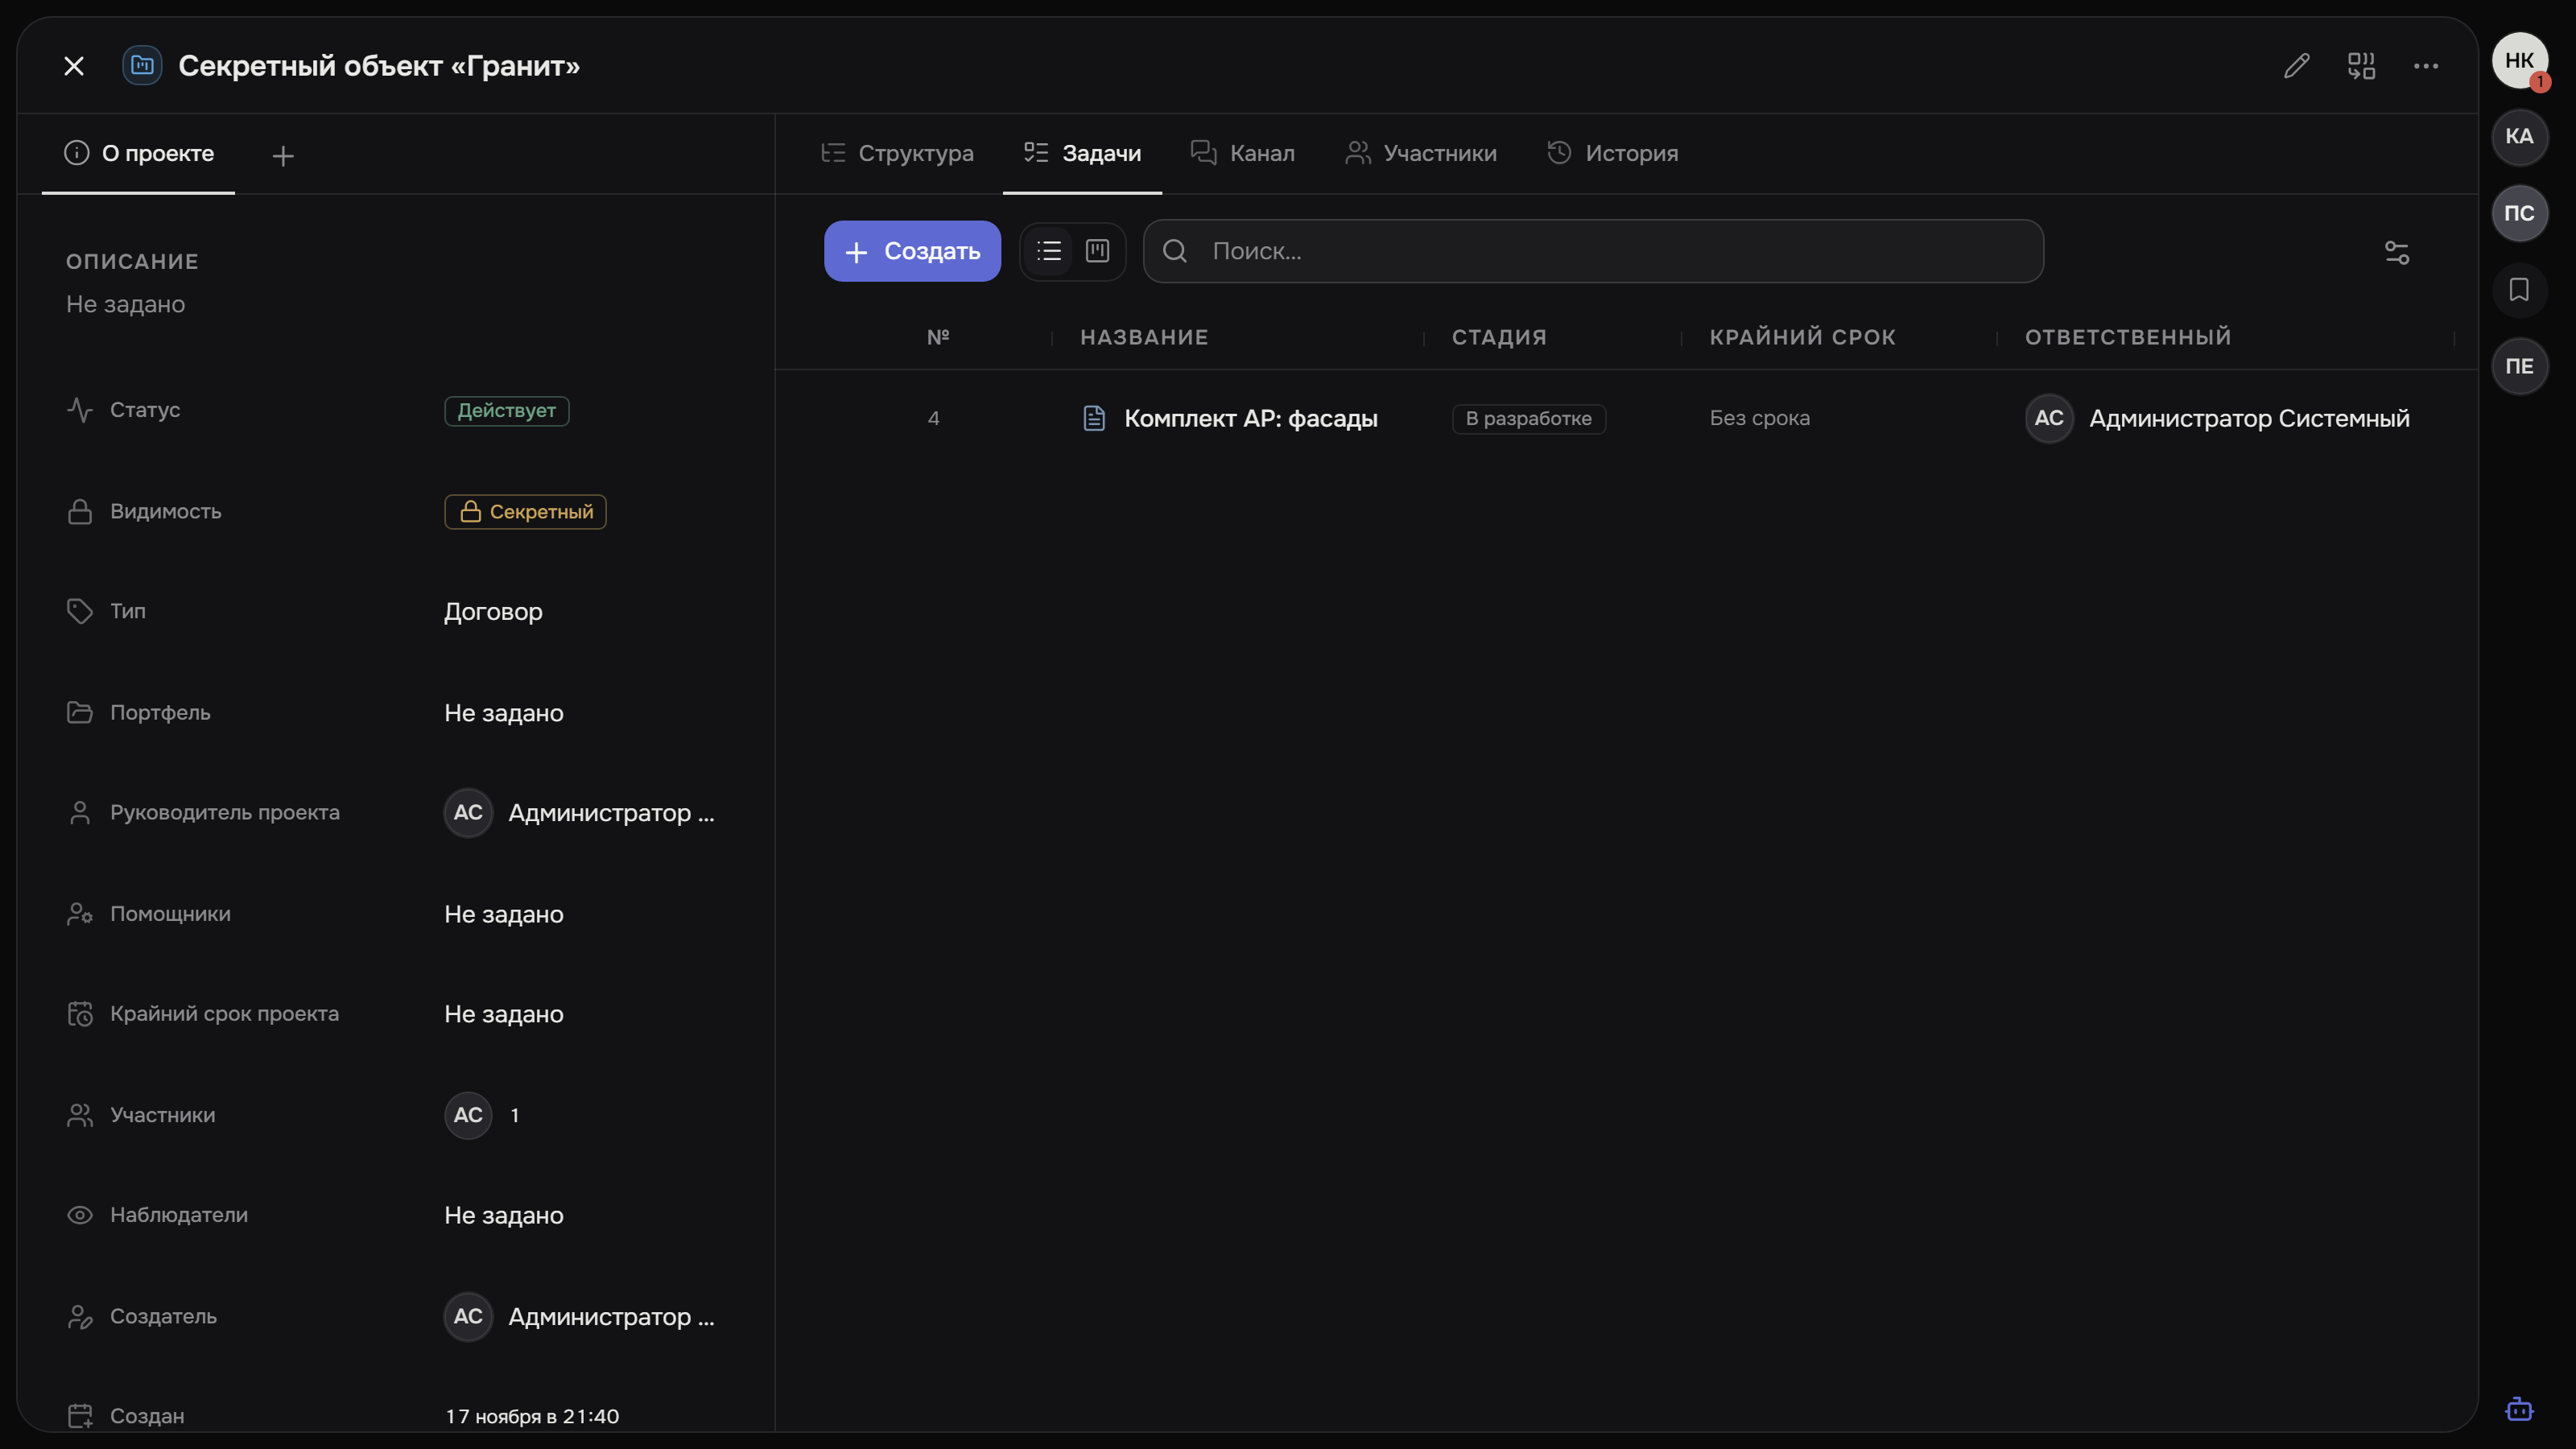 Секретный объект «Гранит»
О проекте
ОПИСАНИЕ
Не задано
Статус Действует
Видимость Секретный
Тип Договор
Портфель Не задано
Руководитель проекта АС Администратор ...
Помощники Не задано
Крайний срок проекта Не задано
Участники АС 1
Наблюдатели Не задано
Создатель АС Администратор ...
Создан 17 ноября в 21:40
Структура Задачи Канал Участники История
Создать Поиск...
№ НАЗВАНИЕ СТАДИЯ КРАЙНИЙ СРОК ОТВЕТСТВЕННЫЙ
4 Комплект АР: фасады В разработке Без срока АС Администратор Системный
НК 1
КА
ПС
ПЕ